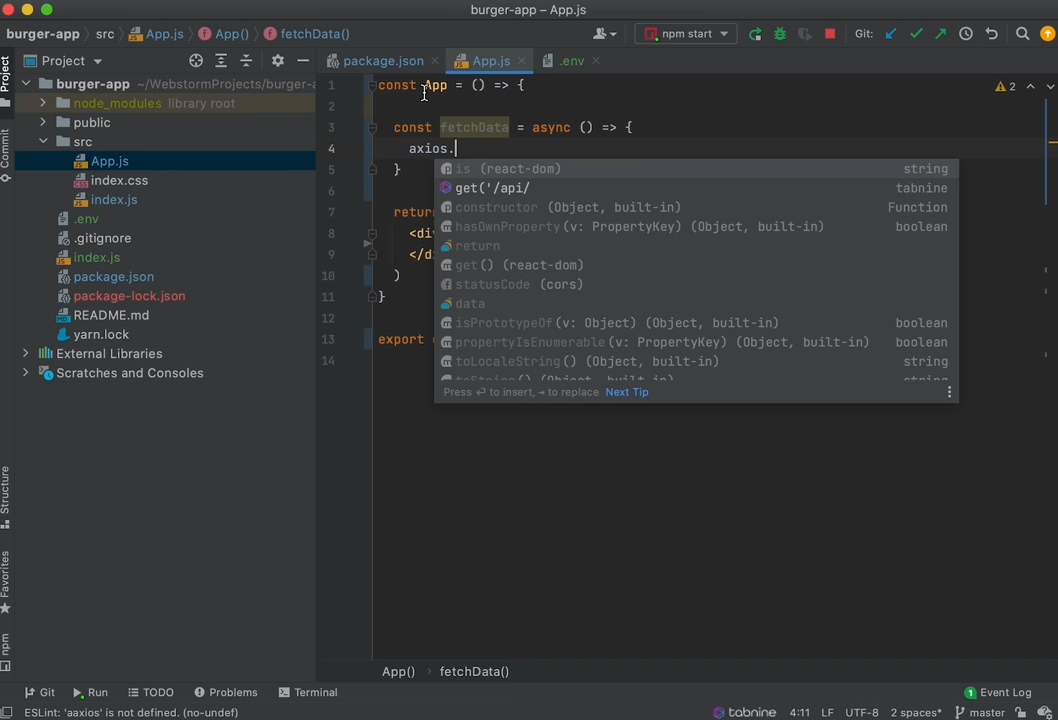 burger-app – App.js
burger-app › src › App.js › App() › fetchData()
npm start
Git:
Project
package.json
App.js
.env
burger-app ~/WebstormProjects/burger-a
node_modules library root
public
src
App.js
index.css
index.js
.env
.gitignore
index.js
package.json
package-lock.json
README.md
yarn.lock
External Libraries
Scratches and Consoles
Project
Commit
Structure
Favorites
npm
1 const App = () => {
2
3 const fetchData = async () => {
4 axios.
5 }
6
7 retur
8 <di
9 </di
10 )
11 }
12
13 export
14
2
is (react-dom) string
get('/api/ tabnine
constructor (Object, built-in) Function
hasOwnProperty(v: PropertyKey) (Object, built-in) boolean
return
get() (react-dom)
statusCode (cors)
data
isPrototypeOf(v: Object) (Object, built-in) boolean
propertyIsEnumerable(v: PropertyKey) (Object, built-in) boolean
toLocaleString() (Object, built-in) string
toString() (Object, built-in) string
Press ⏎ to insert, ⇥ to replace Next Tip
App() › fetchData()
Git
Run
TODO
Problems
Terminal
1 Event Log
ESLint: 'aaxios' is not defined. (no-undef)
tabnine 4:11 LF UTF-8 2 spaces* master